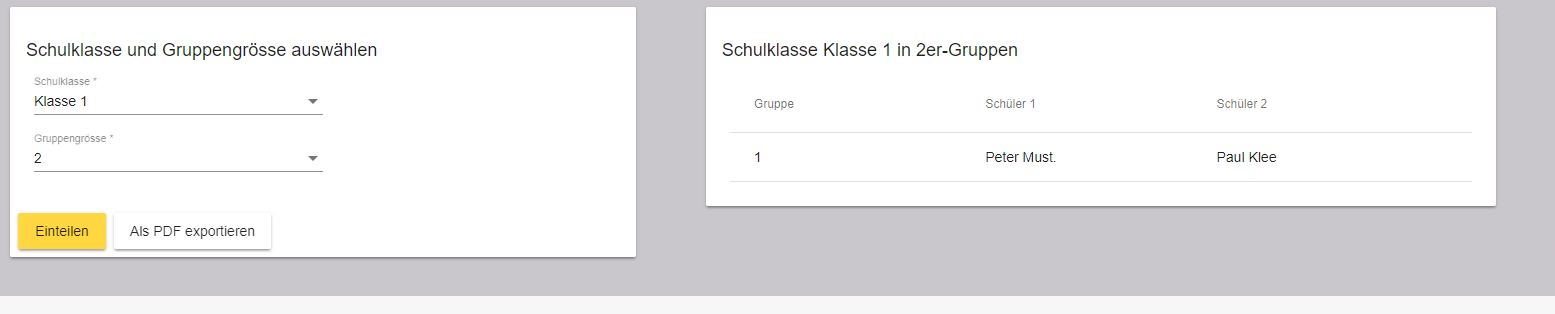 Schulklasse und Gruppengrösse auswählen
Schulklasse *
Klasse 1
Gruppengrösse *
2
Einteilen Als PDF exportieren
Schulklasse Klasse 1 in 2er-Gruppen
Gruppe Schüler 1 Schüler 2
1 Peter Must. Paul Klee